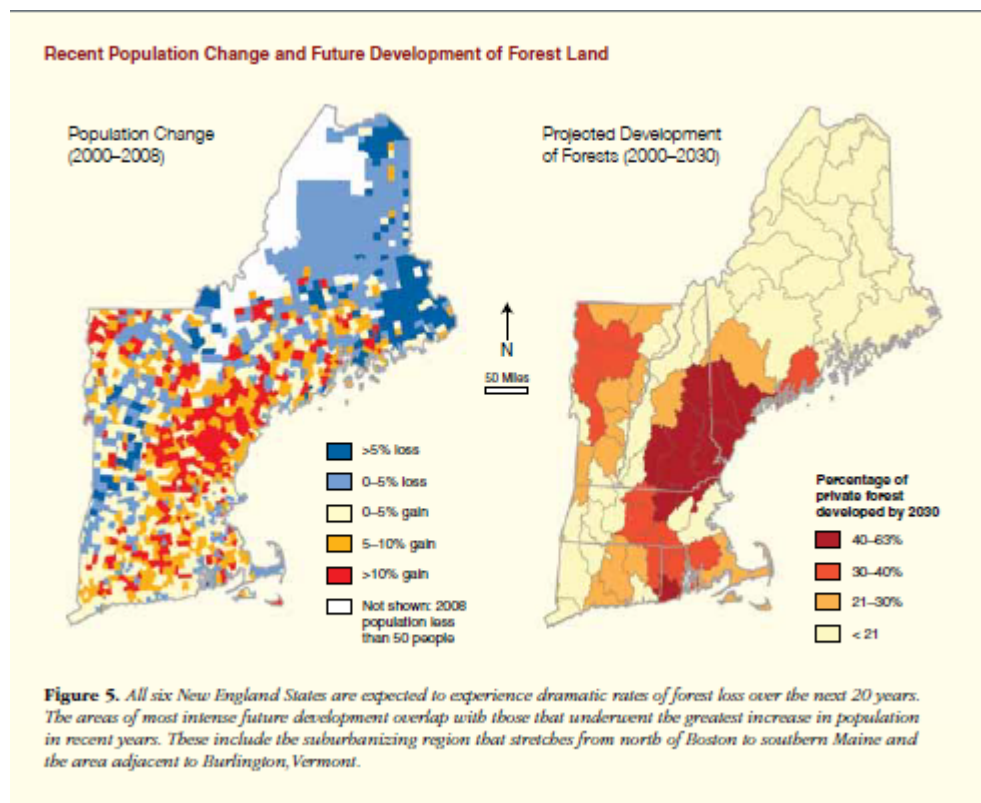 Recent Population Change and Future Development of Forest Land
Population Change
(2000–2008)
Projected Development
of Forests (2000–2030)
N
50 Miles
>5% loss
0–5% loss
0–5% gain
5–10% gain
>10% gain
Not shown: 2008
population less
than 50 people
Percentage of
private forest
developed by 2030
40–63%
30–40%
21–30%
< 21
Figure 5. All six New England States are expected to experience dramatic rates of forest loss over the next 20 years.
The areas of most intense future development overlap with those that underwent the greatest increase in population
in recent years. These include the suburbanizing region that stretches from north of Boston to southern Maine and
the area adjacent to Burlington, Vermont.